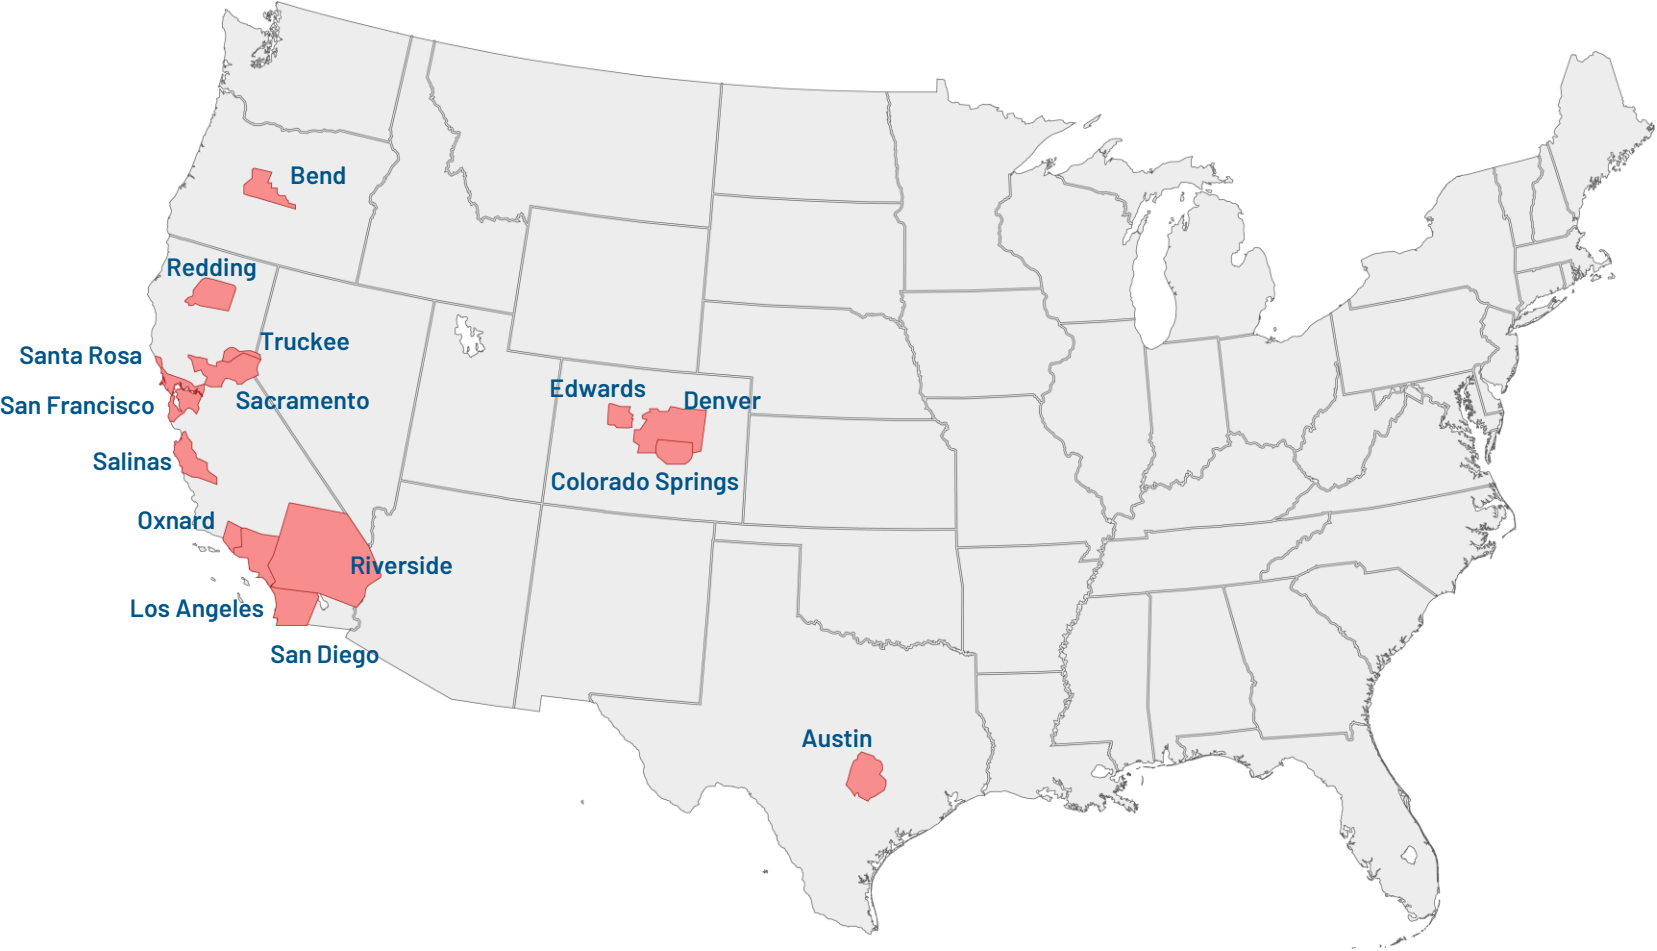 Bend
Redding
Truckee
Santa Rosa
Edwards
Denver
Sacramento
San Francisco
Salinas
Colorado Springs
Oxnard
Riverside
Los Angeles
San Diego
Austin